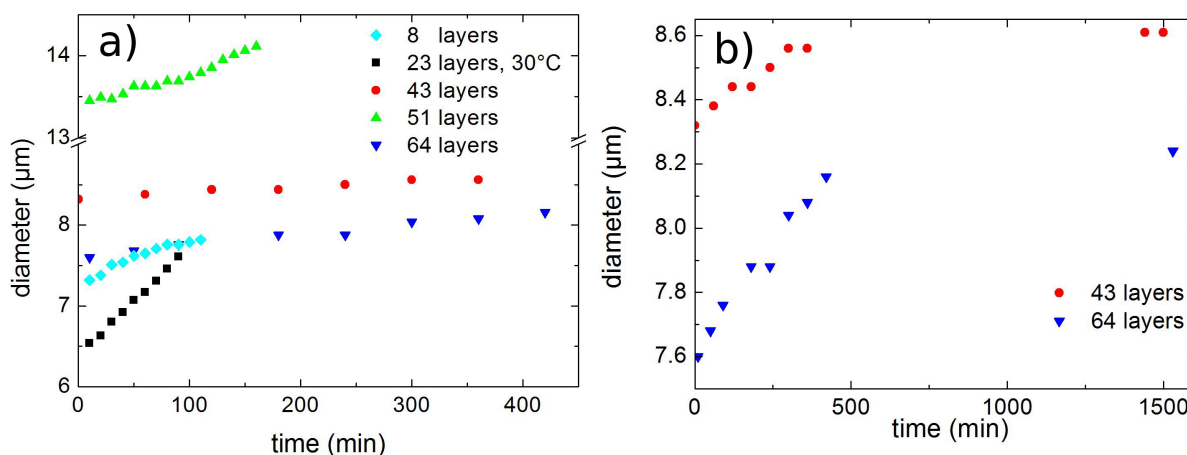 a)
8 layers
23 layers, 30°C
43 layers
51 layers
64 layers
14
13
8
7
6
diameter (µm)
0
100
200
300
400
time (min)
b)
8.6
8.4
8.2
8.0
7.8
7.6
diameter (µm)
43 layers
64 layers
0
500
1000
1500
time (min)